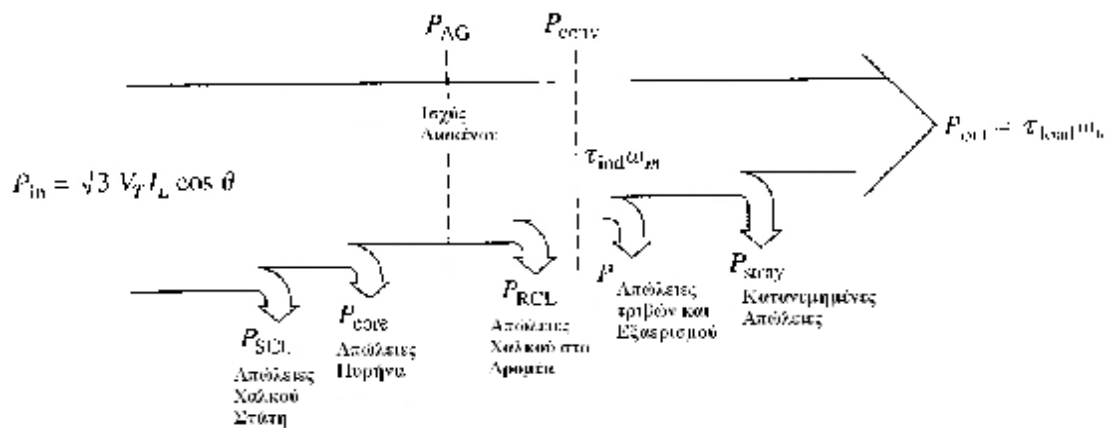 P_AG
P_conv
Ισχύς
Διακένου
P_in = √3 V_T I_L cos θ
τ_ind ω_m
P_out = τ_load ω_m
P_SCL
Απώλειες
Χαλκού
Στάτη
P_core
Απώλειες
Πυρήνα
P_RCL
Απώλειες
Χαλκού στο
Δρομέα
P
Απώλειες
τριβών και
Εξαερισμού
P_stray
Κατανεμημένες
Απώλειες